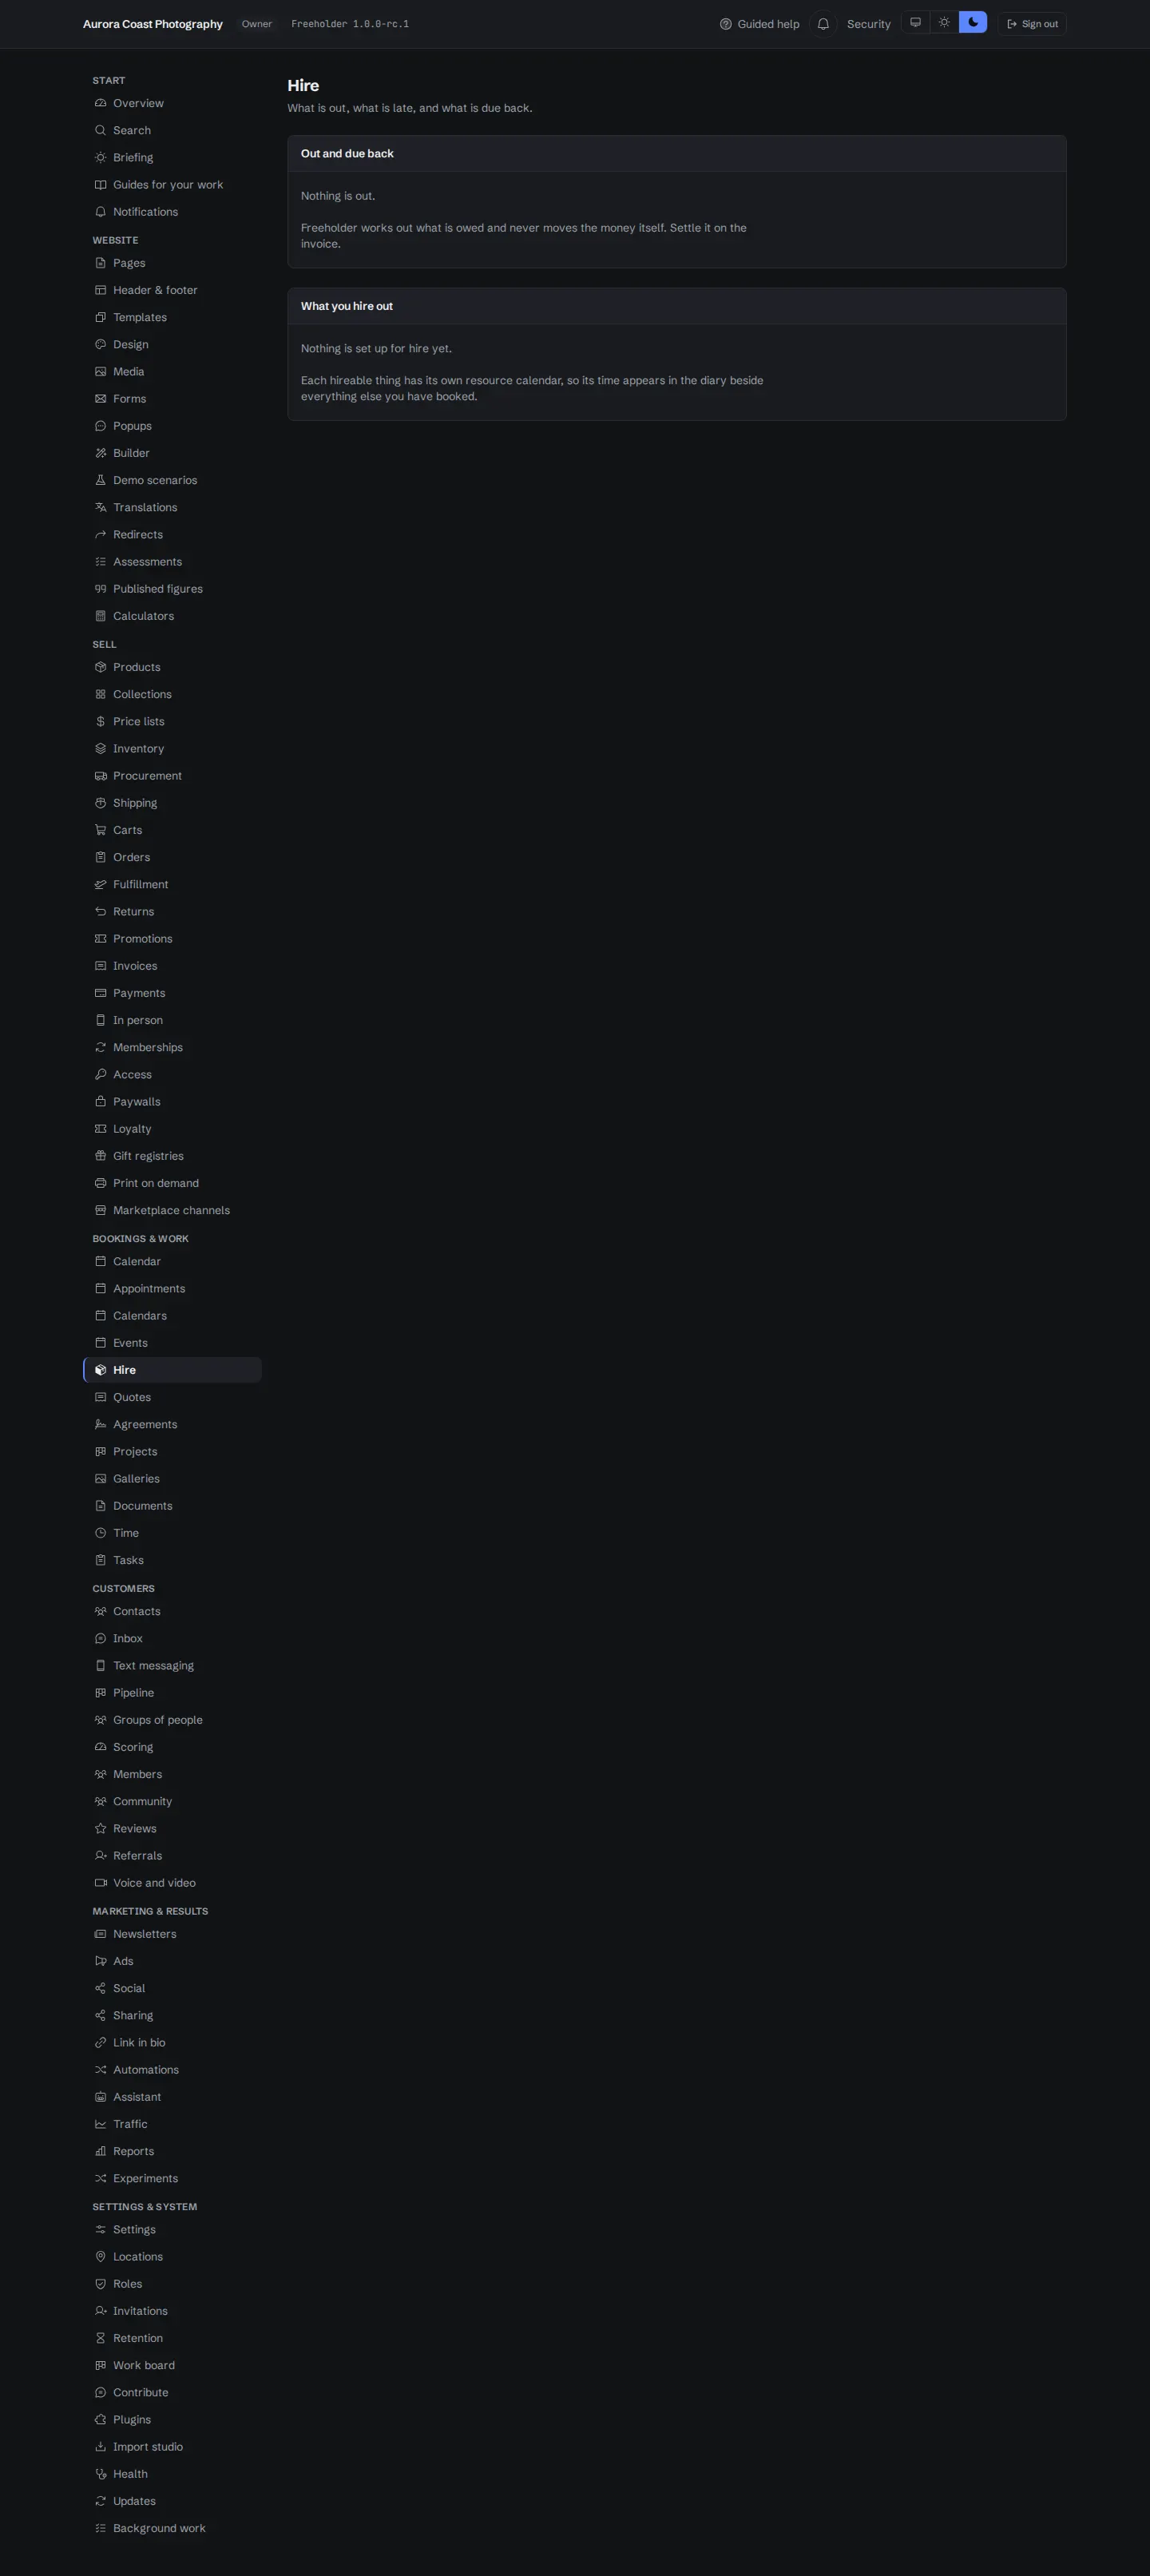 Aurora Coast Photography
Owner
Freeholder 1.0.0-rc.1
Guided help
Security
Sign out
START
Overview
Search
Briefing
Guides for your work
Notifications
WEBSITE
Pages
Header & footer
Templates
Design
Media
Forms
Popups
Builder
Demo scenarios
Translations
Redirects
Assessments
Published figures
Calculators
SELL
Products
Collections
Price lists
Inventory
Procurement
Shipping
Carts
Orders
Fulfillment
Returns
Promotions
Invoices
Payments
In person
Memberships
Access
Paywalls
Loyalty
Gift registries
Print on demand
Marketplace channels
BOOKINGS & WORK
Calendar
Appointments
Calendars
Events
Hire
Quotes
Agreements
Projects
Galleries
Documents
Time
Tasks
CUSTOMERS
Contacts
Inbox
Text messaging
Pipeline
Groups of people
Scoring
Members
Community
Reviews
Referrals
Voice and video
MARKETING & RESULTS
Newsletters
Ads
Social
Sharing
Link in bio
Automations
Assistant
Traffic
Reports
Experiments
SETTINGS & SYSTEM
Settings
Locations
Roles
Invitations
Retention
Work board
Contribute
Plugins
Import studio
Health
Updates
Background work
Hire
What is out, what is late, and what is due back.
Out and due back
Nothing is out.
Freeholder works out what is owed and never moves the money itself. Settle it on the
invoice.
What you hire out
Nothing is set up for hire yet.
Each hireable thing has its own resource calendar, so its time appears in the diary beside
everything else you have booked.